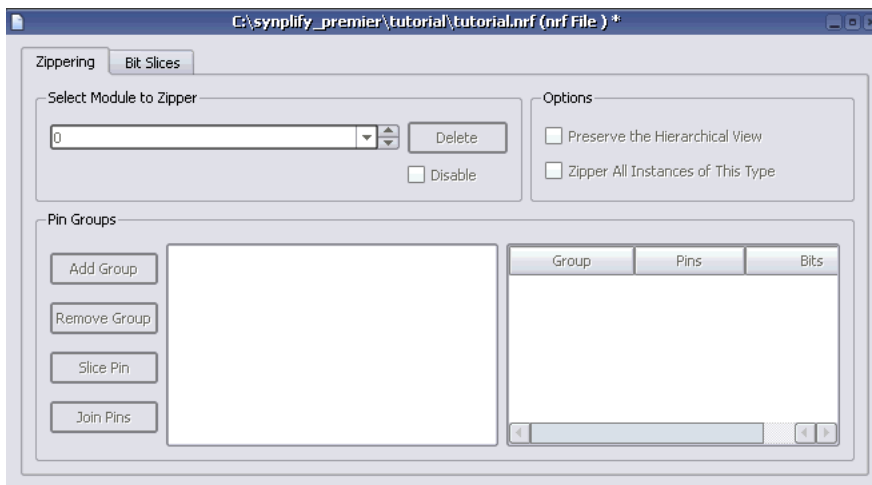 C:\synplify_premier\tutorial\tutorial.nrf (nrf File ) *
Zippering
Bit Slices
Select Module to Zipper
0
Delete
Disable
Options
Preserve the Hierarchical View
Zipper All Instances of This Type
Pin Groups
Add Group
Remove Group
Slice Pin
Join Pins
Group Pins Bits